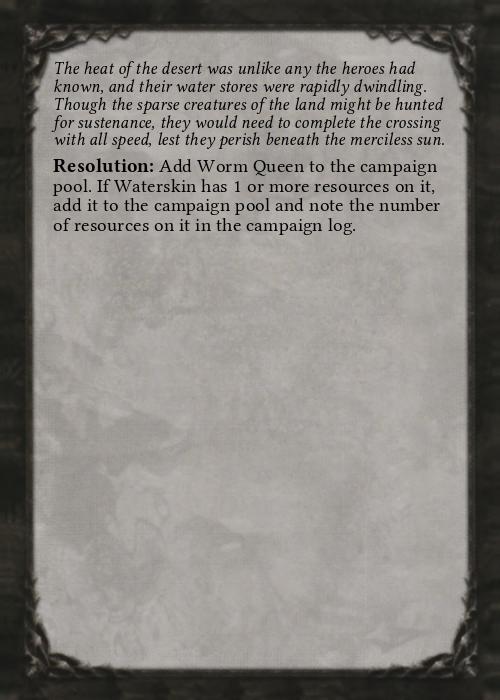 The heat of the desert was unlike any the heroes had
known, and their water stores were rapidly dwindling.
Though the sparse creatures of the land might be hunted
for sustenance, they would need to complete the crossing
with all speed, lest they perish beneath the merciless sun.
Resolution: Add Worm Queen to the campaign
pool. If Waterskin has 1 or more resources on it,
add it to the campaign pool and note the number
of resources on it in the campaign log.